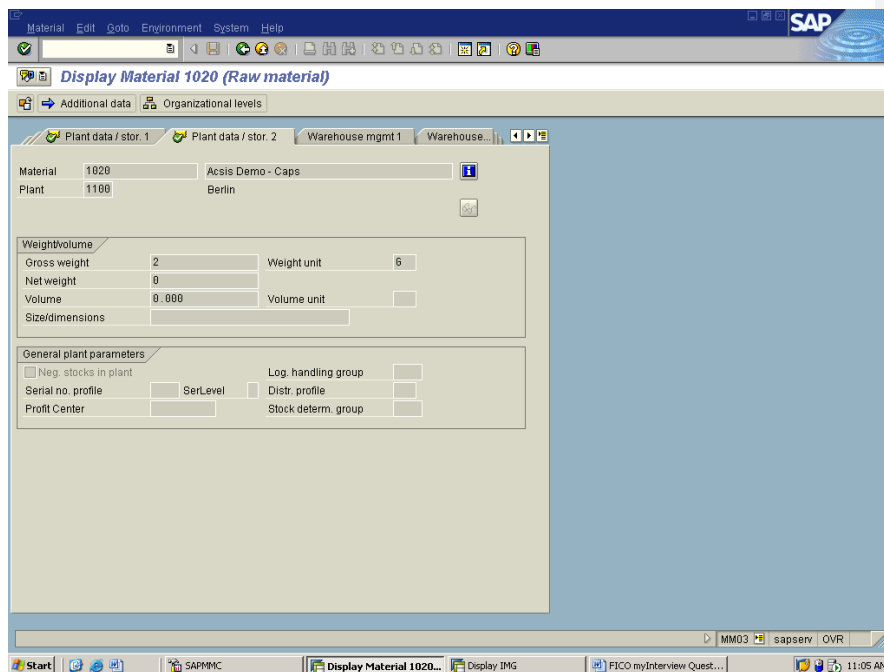 Material Edit Goto Environment System Help
SAP
Display Material 1020 (Raw material)
Additional data Organizational levels
Plant data / stor. 1 Plant data / stor. 2 Warehouse mgmt 1 Warehouse...
Material 1020 Acsis Demo - Caps
Plant 1100 Berlin
Weight/volume
Gross weight 2 Weight unit 6
Net weight 0
Volume 0.000 Volume unit
Size/dimensions
General plant parameters
Neg. stocks in plant Log. handling group
Serial no. profile SerLevel Distr. profile
Profit Center Stock determ. group
MM03 sapserv OVR
Start SAPMMC Display Material 1020... Display IMG FICO myInterview Quest... 11:05 AM